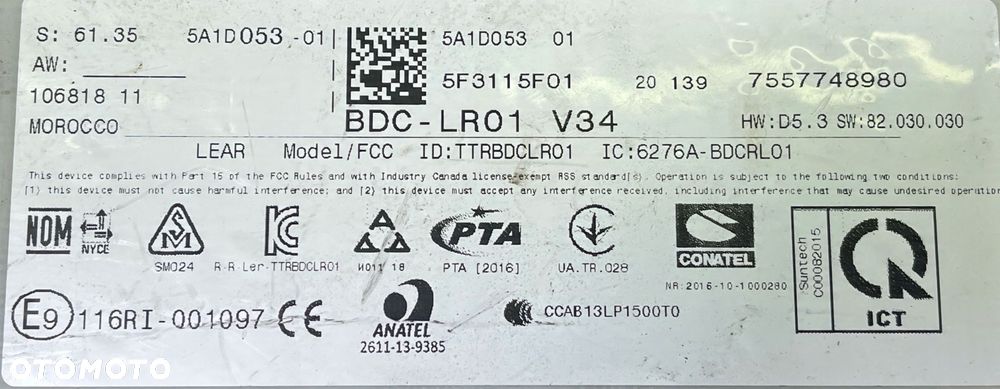 S: 61.35 5A1D053 -01 5A1D053 01
AW: 5F3115F01 20 139 7557748980
106818 11
MOROCCO BDC-LR01 V34 HW: D5.3 SW: 82.030.030
LEAR Model/FCC ID:TTRBDCLR01 IC:6276A-BDCRL01
This device complies with Part 15 of the FCC Rules and with Industry Canada license-exempt RSS standard(s). Operation is subject to the following two conditions:
(1) this device must not cause harmful interference; and (2) this device must accept any interference received, including interference that may cause undesired operation
NOM NYCE
SM024
R-R-Ler-TTRBDCLR01
И011 18
PTA
PTA [2016]
UA.TR.028
CONATEL
NR:2016-10-1000280
Suntech
C00082015
ICT
E9 116RI-001097 CE
ANATEL
2611-13-9385
CCAB13LP1500T0
OTOMOTO